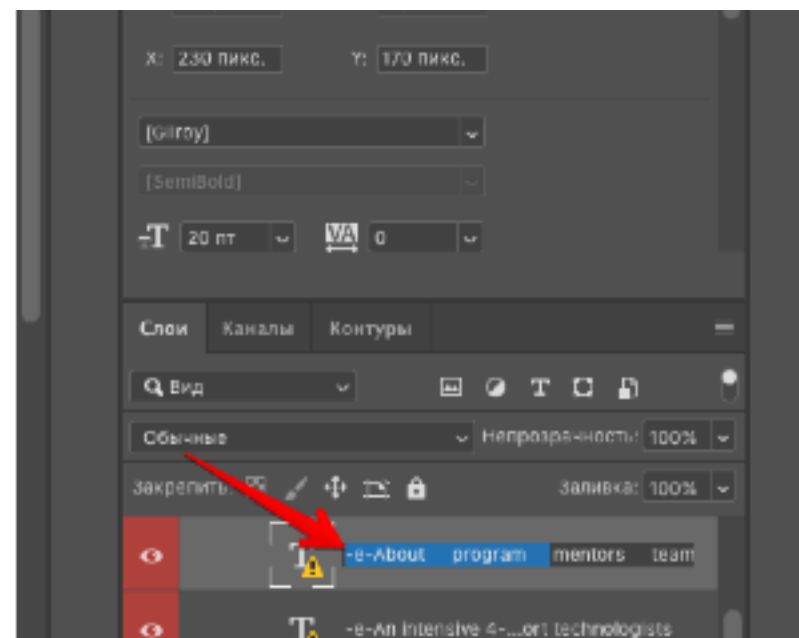 X: 230 пикс. Y: 170 пикс.
[Gilroy]
[SemiBold]
T 20 пт VA 0
Слои Каналы Контуры
Вид T
Обычные Непрозрачность: 100%
Закрепить: Заливка: 100%
T -e-About program mentors team
T -e-An intensive 4-...ort technologists